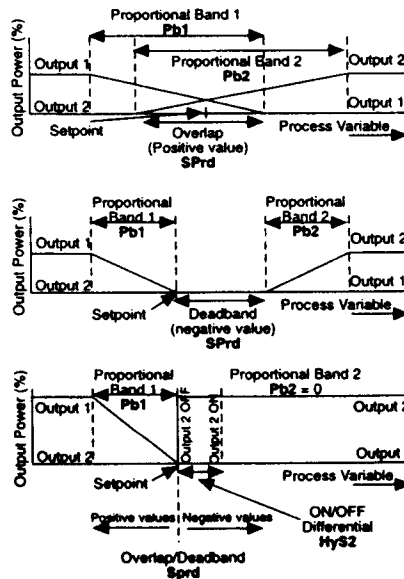 Proportional Band 1
Pb1
Output Power (%)
Output 1
Proportional Band 2
Pb2
Output 2
Output 2
Output 1
Setpoint
Overlap
(Positive value)
SPrd
Process Variable
Output Power (%)
Proportional
Band 1
Pb1
Proportional
Band 2
Pb2
Output 1
Output 2
Output 2
Output 1
Setpoint
Deadband
(negative value)
SPrd
Process Variable
Output Power (%)
Proportional
Band 1
Pb1
Proportional Band 2
Pb2 = 0
Output 1
Output 2 OFF
Output 2 ON
Output 2
Output 2
Output
Setpoint
Process Variable
Positive values
Negative values
ON/OFF
Differential
HyS2
Overlap/Deadband
Sprd